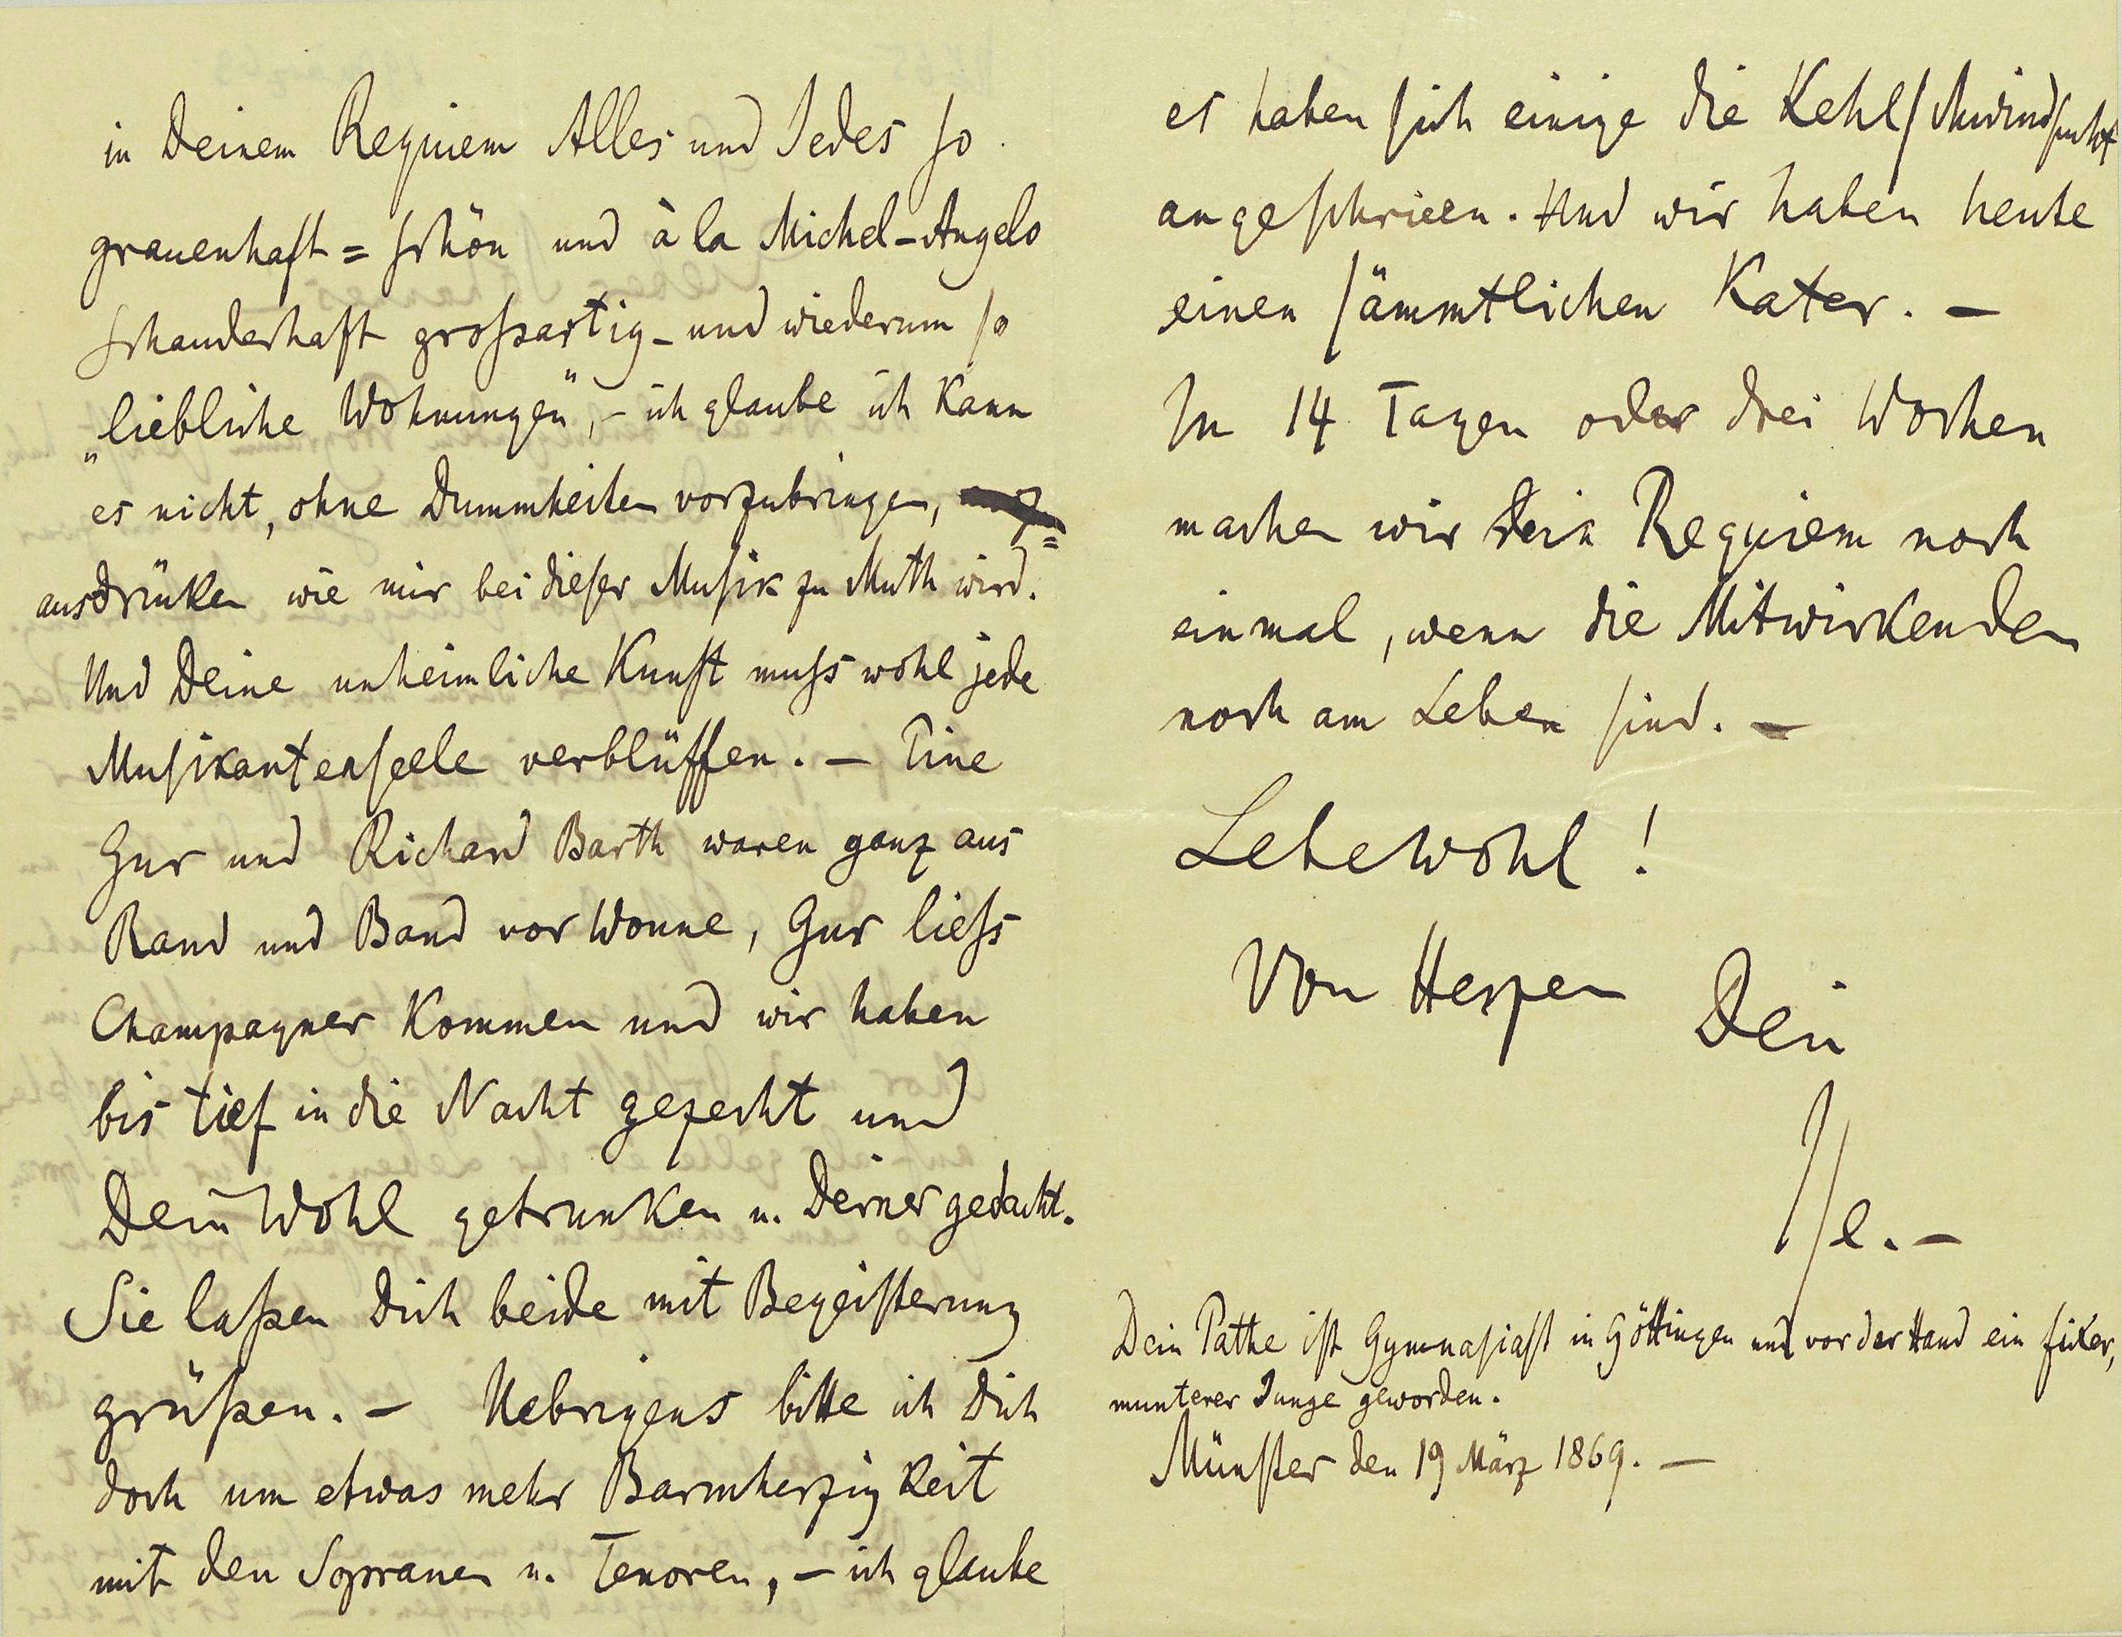 in Deinem Requiem Alles und Jedes so
grauenhaft = schön und à la Michel-Angelo
schauderhaft großartig - und wiederum so
„liebliche Wohnungen", - ich glaube ich kann
es nicht, ohne Dummheiten vorzubringen,
ausdrücken wie mir bei dieser Musik zu Muth wird.
Und Deine unheimliche Kunst muss wohl jede
Musikantenseele verblüffen. - Eine
Gur und Richard Barth waren ganz aus
Rand und Band vor Wonne, Gur liess
Champagner kommen und wir haben
bis tief in die Nacht gezecht und
Dein Wohl getrunken u. Deiner gedacht.
Sie laßen Dich beide mit Begeisterung
grüßen. - Uebrigens bitte ich Dich
doch um etwas mehr Barmherzigkeit
mit den Sopranen u. Tenoren, - ich glaube
es haben sich einige die Kehlschwindsucht
angeschrieen. Und wir haben heute
einen sämmtlichen Kater. -
In 14 Tagen oder drei Wochen
machen wir Dein Requiem noch
einmal, wenn die Mitwirkenden
noch am Leben sind. -
Lebewohl!
Von Herzen Dein
Ise. -
Dein Pathe ist Gymnasiast in Göttingen und vor der Hand ein fixer,
munterer Junge geworden.
Münster den 19 März 1869. -